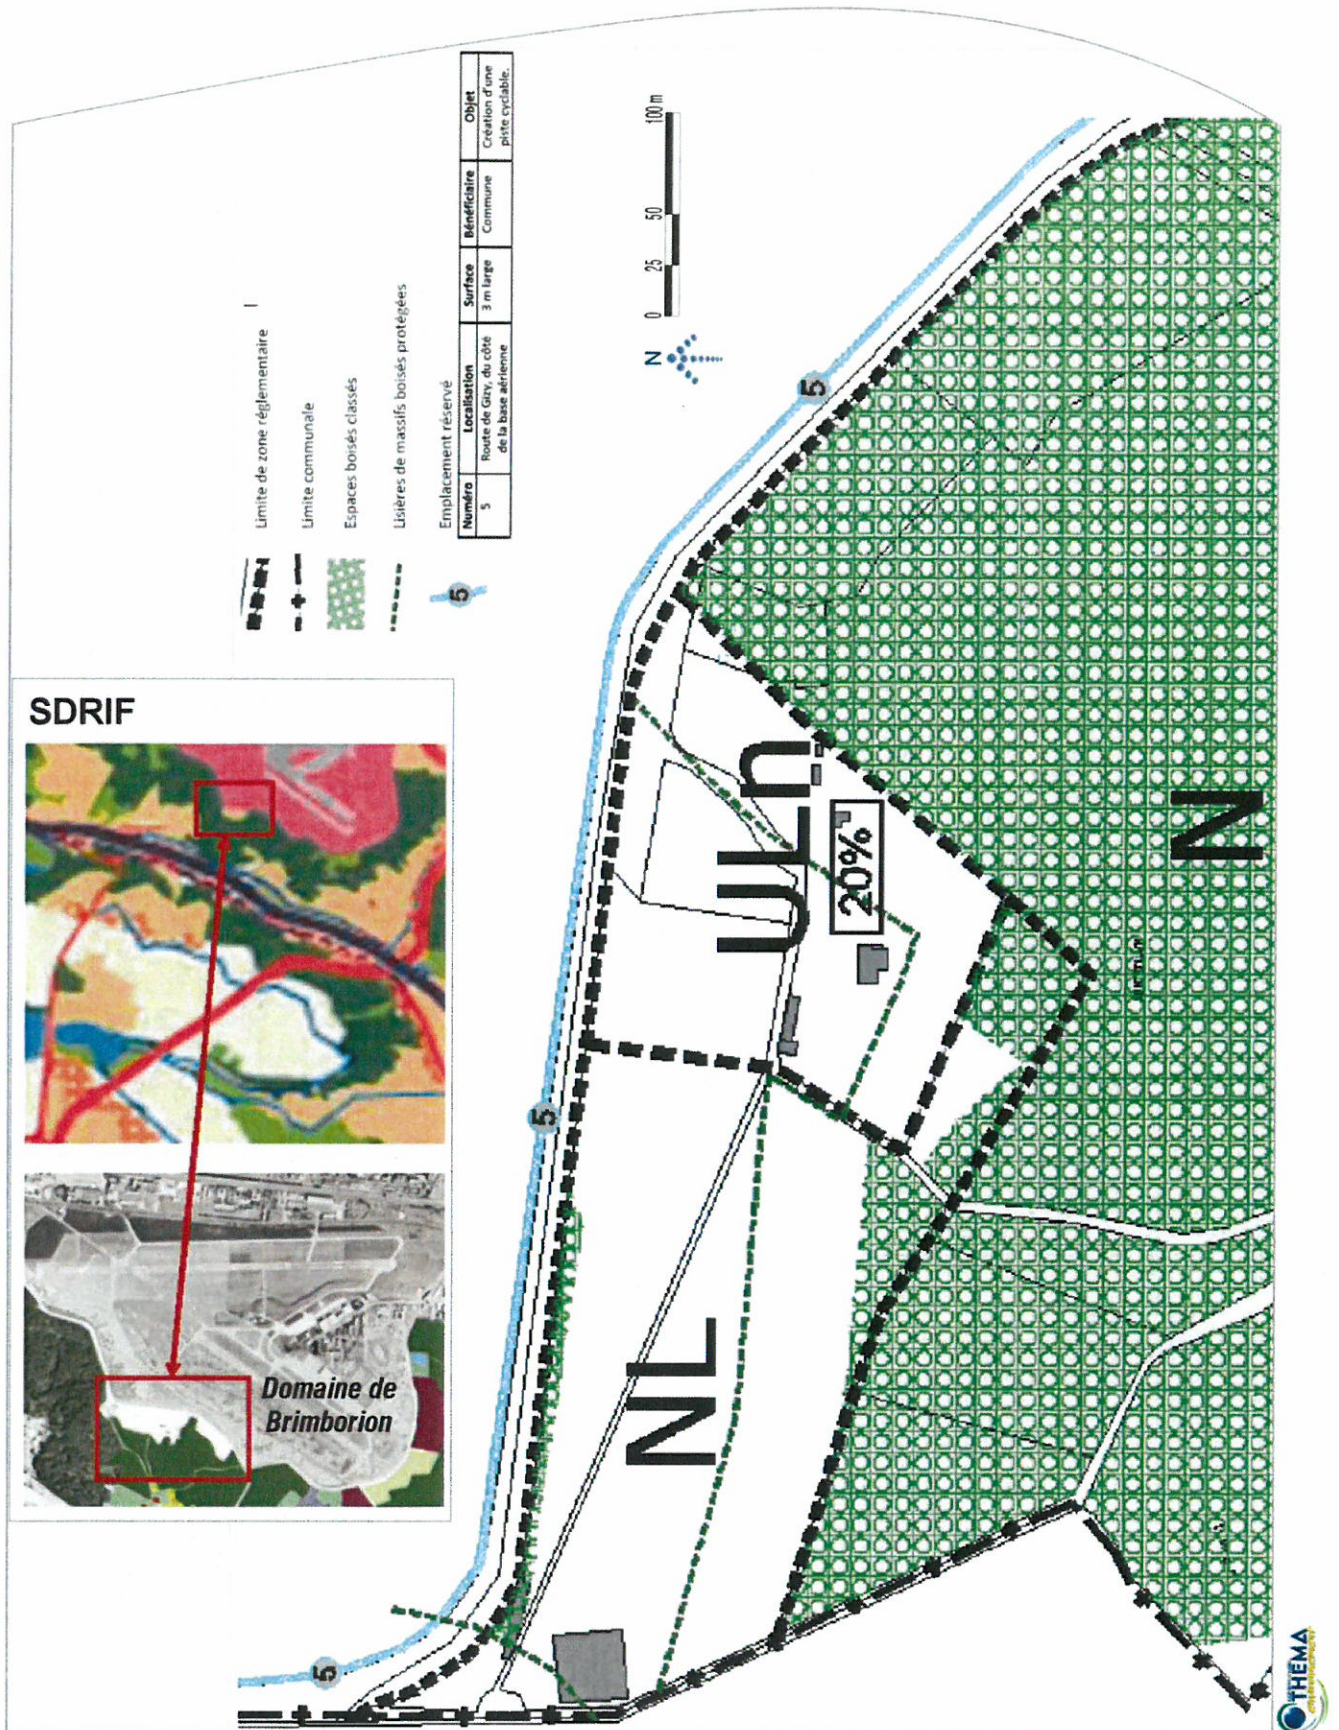 SDRIF
Domaine de
Brimborion
Limite de zone réglementaire
Limite communale
Espaces boisés classés
Lisières de massifs boisés protégées
5
Emplacement réservé
Numéro Localisation Surface Bénéficiaire Objet
5 Route de Gizy, du côté de la base aérienne 3 m large Commune Création d'une piste cyclable.
N
0 25 50 100 m
5
5
5
NL
ULn
20%
N
THEMA